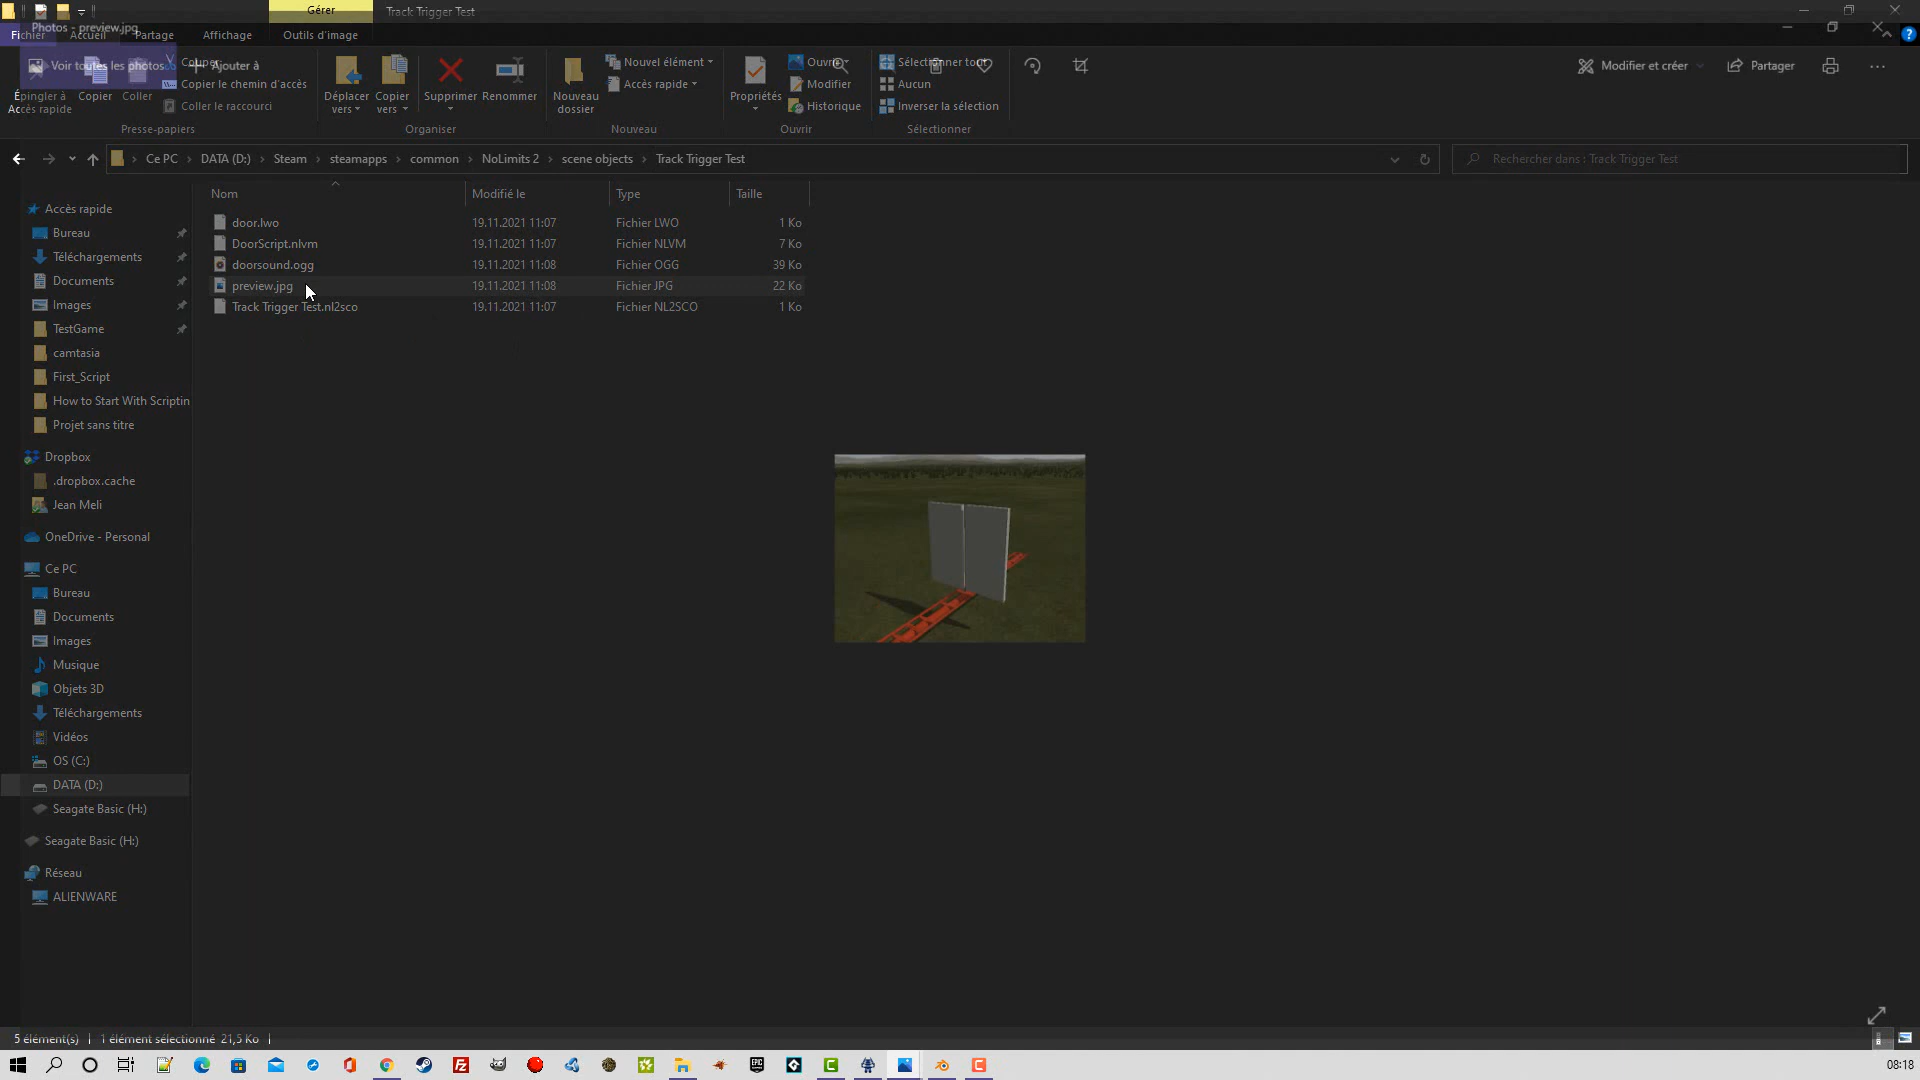 Gérer
Track Trigger Test
Photos - preview.jpg
Fichier
Accueil
Partage
Affichage
Outils d'image
Voir toutes les photos
Ajouter à
Épingler à
Accès rapide
Copier
Coller
Couper
Copier le chemin d'accès
Coller le raccourci
Presse-papiers
Déplacer
vers
Copier
vers
Supprimer
Renommer
Organiser
Nouveau
dossier
Nouvel élément
Accès rapide
Nouveau
Propriétés
Ouvrir
Modifier
Historique
Ouvrir
Sélectionner tout
Aucun
Inverser la sélection
Sélectionner
Modifier et créer
Partager
Ce PC
DATA (D:)
Steam
steamapps
common
NoLimits 2
scene objects
Track Trigger Test
Rechercher dans : Track Trigger Test
Nom
Modifié le
Type
Taille
door.lwo
19.11.2021 11:07
Fichier LWO
1 Ko
DoorScript.nlvm
19.11.2021 11:07
Fichier NLVM
7 Ko
doorsound.ogg
19.11.2021 11:08
Fichier OGG
39 Ko
preview.jpg
19.11.2021 11:08
Fichier JPG
22 Ko
Track Trigger Test.nl2sco
19.11.2021 11:07
Fichier NL2SCO
1 Ko
Accès rapide
Bureau
Téléchargements
Documents
Images
TestGame
camtasia
First_Script
How to Start With Scriptin
Projet sans titre
Dropbox
.dropbox.cache
Jean Meli
OneDrive - Personal
Ce PC
Bureau
Documents
Images
Musique
Objets 3D
Téléchargements
Vidéos
OS (C:)
DATA (D:)
Seagate Basic (H:)
Seagate Basic (H:)
Réseau
ALIENWARE
5 élément(s)
1 élément sélectionné 21,5 Ko
08:18